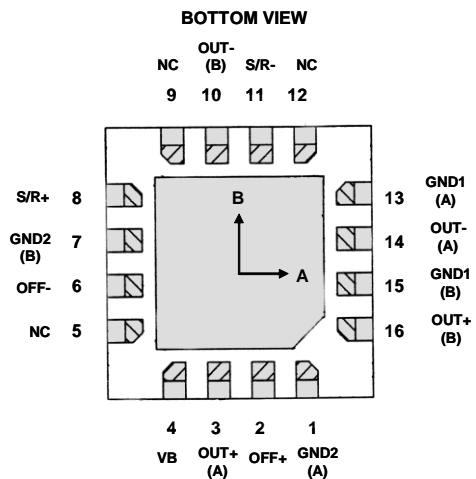 BOTTOM VIEW
OUT-
NC (B) S/R- NC
9 10 11 12
S/R+ 8
GND2 7
(B)
OFF- 6
NC 5
B
A
13 GND1
(A)
14 OUT-
(A)
15 GND1
(B)
16 OUT+
(B)
4 3 2 1
VB OUT+ OFF+ GND2
(A) (A)